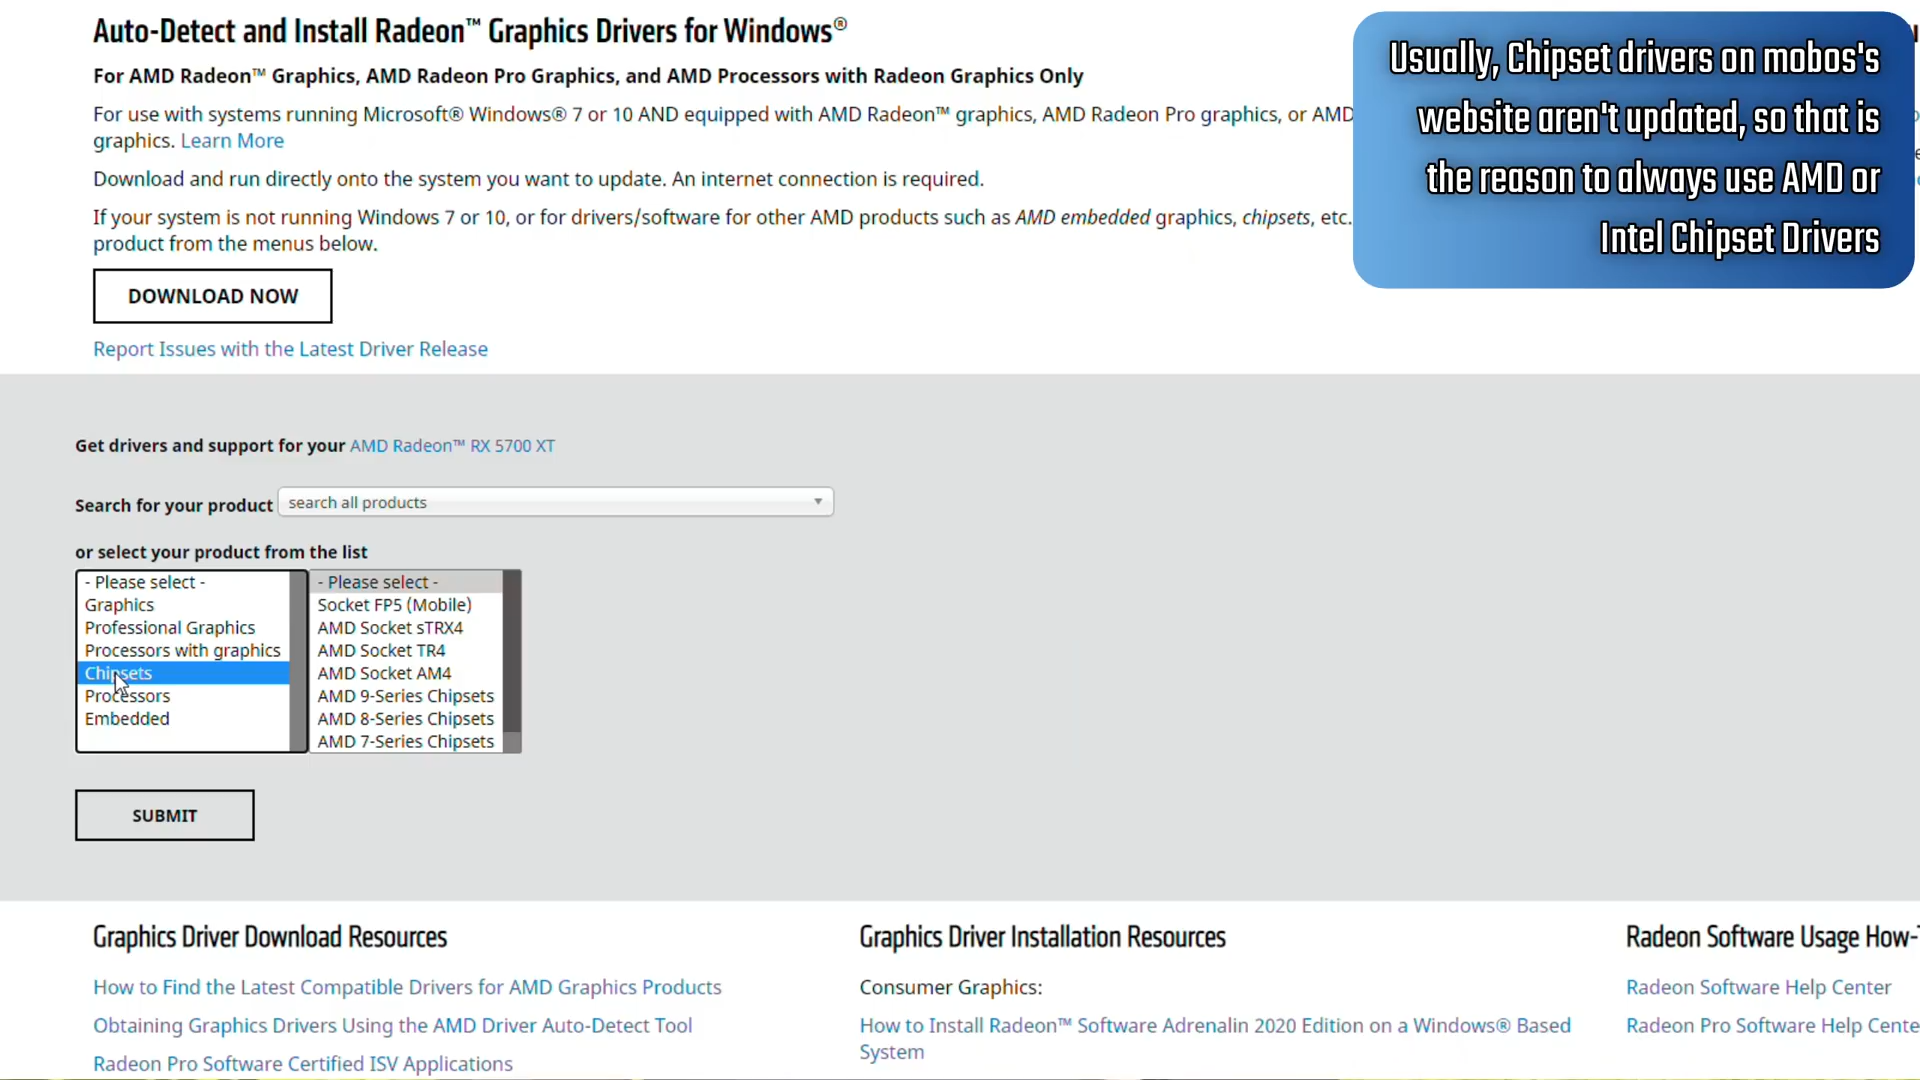 Auto-Detect and Install Radeon™ Graphics Drivers for Windows®
For AMD Radeon™ Graphics, AMD Radeon Pro Graphics, and AMD Processors with Radeon Graphics Only
For use with systems running Microsoft® Windows® 7 or 10 AND equipped with AMD Radeon™ graphics, AMD Radeon Pro graphics, or AMD
graphics. Learn More
Download and run directly onto the system you want to update. An internet connection is required.
If your system is not running Windows 7 or 10, or for drivers/software for other AMD products such as AMD embedded graphics, chipsets, etc.
product from the menus below.
DOWNLOAD NOW
Report Issues with the Latest Driver Release
Usually, Chipset drivers on mobos's
website aren't updated, so that is
the reason to always use AMD or
Intel Chipset Drivers
Get drivers and support for your AMD Radeon™ RX 5700 XT
Search for your product search all products
or select your product from the list
- Please select -
Graphics
Professional Graphics
Processors with graphics
Chipsets
Processors
Embedded
- Please select -
Socket FP5 (Mobile)
AMD Socket sTRX4
AMD Socket TR4
AMD Socket AM4
AMD 9-Series Chipsets
AMD 8-Series Chipsets
AMD 7-Series Chipsets
SUBMIT
Graphics Driver Download Resources
How to Find the Latest Compatible Drivers for AMD Graphics Products
Obtaining Graphics Drivers Using the AMD Driver Auto-Detect Tool
Radeon Pro Software Certified ISV Applications
Graphics Driver Installation Resources
Consumer Graphics:
How to Install Radeon™ Software Adrenalin 2020 Edition on a Windows® Based
System
Radeon Software Usage How-
Radeon Software Help Center
Radeon Pro Software Help Cente